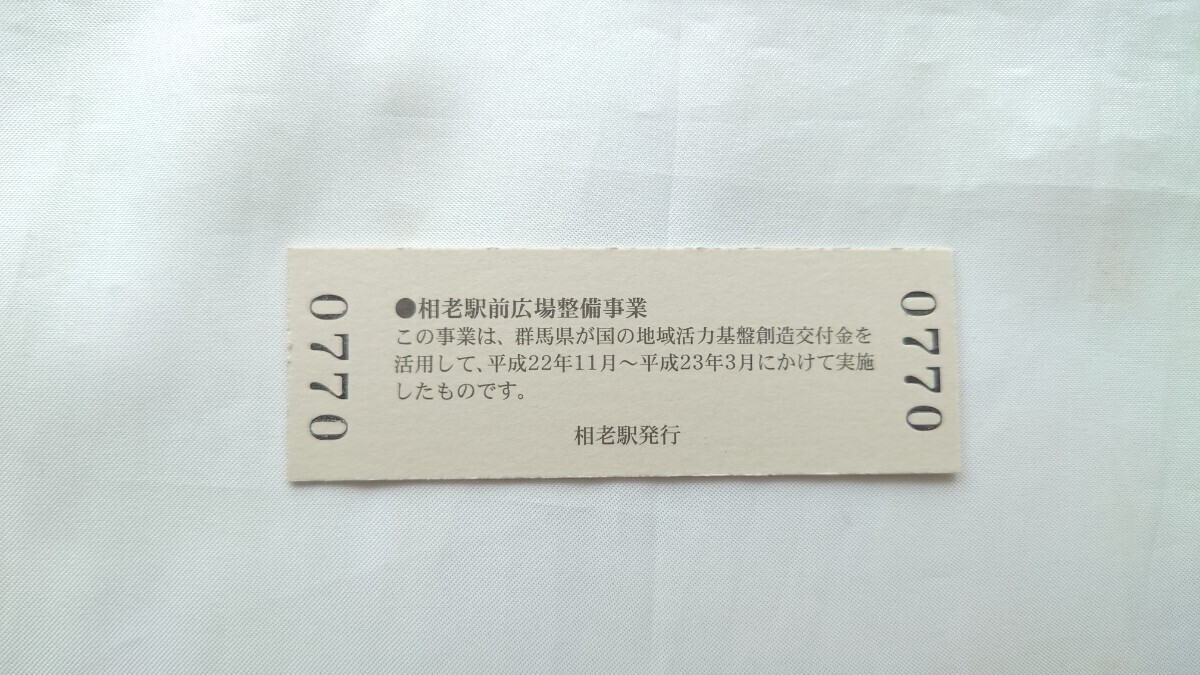 0770
●相老駅前広場整備事業
この事業は、群馬県が国の地域活力基盤創造交付金を
活用して、平成22年11月～平成23年3月にかけて実施
したものです。
相老駅発行
0770